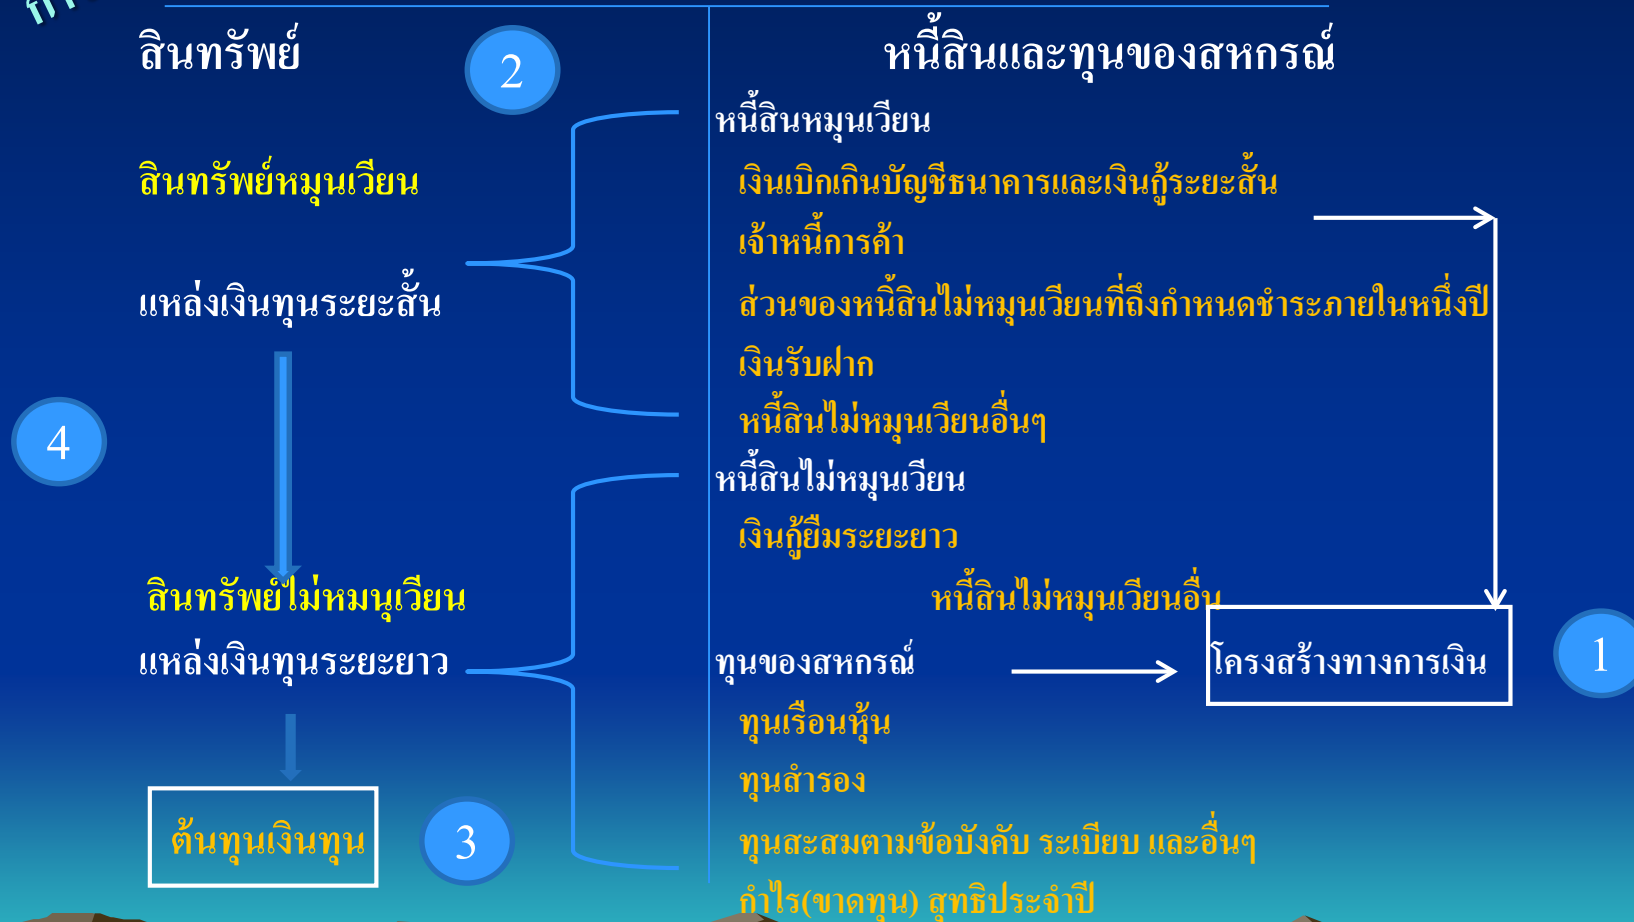 สินทรัพย์
2
หนี้สินและทุนของสหกรณ์
หนี้สินหมุนเวียน
สินทรัพย์หมุนเวียน
เงินเบิกเกินบัญชีธนาคารและเงินกู้ระยะสั้น
เจ้าหนี้การค้า
แหล่งเงินทุนระยะสั้น
ส่วนของหนี้สินไม่หมุนเวียนที่ถึงกำหนดชำระภายในหนึ่งปี
เงินรับฝาก
4
หนี้สินไม่หมุนเวียนอื่นๆ
หนี้สินไม่หมุนเวียน
เงินกู้ยืมระยะยาว
สินทรัพย์ไม่หมนุเวียน
หนี้สินไม่หมุนเวียนอื่น
แหล่งเงินทุนระยะยาว
ทุนของสหกรณ์
โครงสร้างทางการเงิน
1
ทุนเรือนหุ้น
ทุนสำรอง
ต้นทุนเงินทุน
3
ทุนสะสมตามข้อบังคับ ระเบียบ และอื่นๆ
กำไร(ขาดทุน) สุทธิประจำปี